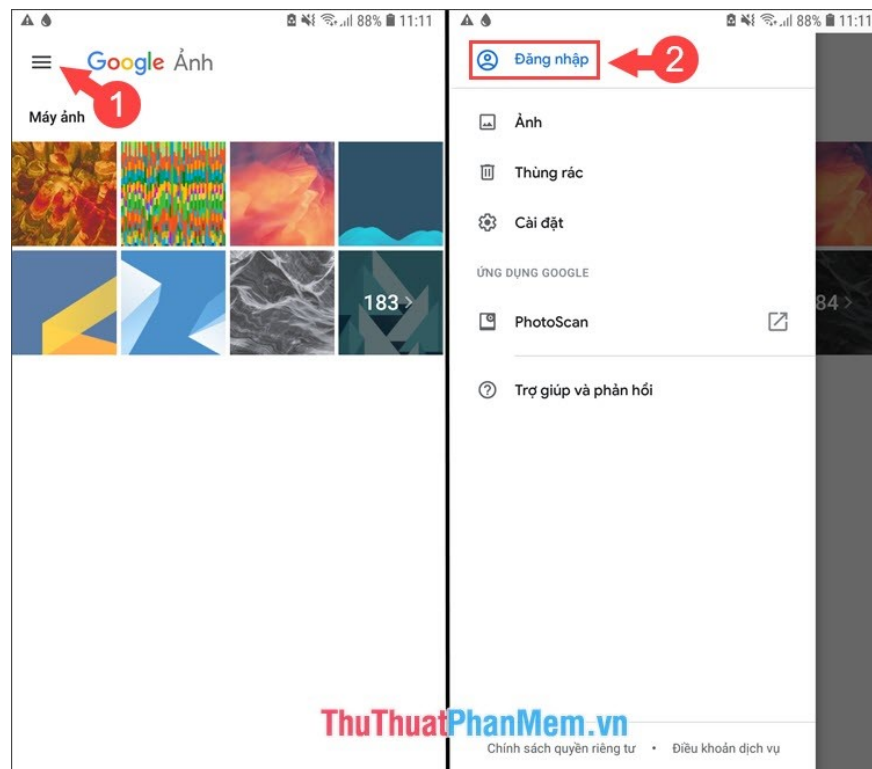 88% 11:11
Google Ảnh
1
Máy ảnh
183 >
88% 11:11
Đăng nhập
2
Ảnh
Thùng rác
Cài đặt
ỨNG DỤNG GOOGLE
PhotoScan
84 >
Trợ giúp và phản hồi
ThuThuatPhanMem.vn
Chính sách quyền riêng tư • Điều khoản dịch vụ